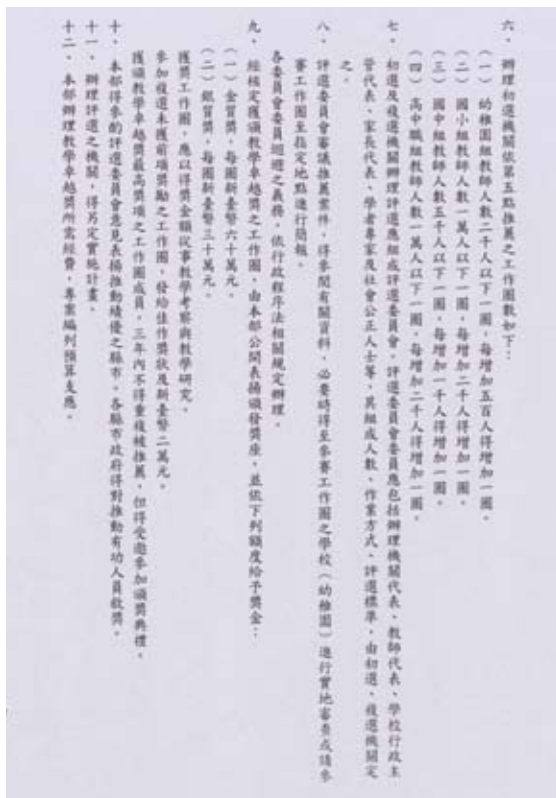 六、辦理初選機關依第五點推薦之工作團數如下：
（一）幼稚園組教師人數二千人以下一團，每增加五百人得增加一團。
（二）國小組教師人數一萬人以下一團，每增加二千人得增加一團。
（三）國中組教師人數五千人以下一團，每增加一千人得增加一團。
（四）高中職組教師人數一萬人以下一團，每增加二千人得增加一團。
七、初選及複選機關辦理評選應組成評選委員會，評選委員會委員應包括辦理機關代表、教師代表、學校行政主
管代表、家長代表、學者專家及社會公正人士等，其組成人數、作業方式、評選標準，由初選、複選機關定
之。
八、評選委員會審議推薦案件，得參閱有關資料，必要時得至參賽工作團之學校（幼稚園）進行實地審查或請參
賽工作團至指定地點進行簡報。
各委員會委員迴避之義務，依行政程序法相關規定辦理。
九、經核定獲頒教學卓越獎之工作團，由本部公開表揚頒發獎座，並依下列額度給予獎金：
（一）金質獎，每團新臺幣六十萬元。
（二）銀質獎，每團新臺幣三十萬元。
獲獎工作團，應以得獎金額從事教學考察與教學研究。
參加複選未獲前項獎勵之工作團，發給佳作獎狀及新臺幣二萬元。
獲頒教學卓越獎最高獎項之工作團成員，三年內不得重複被推薦，但得受邀參加頒獎典禮。
十、本部得參酌評選委員會意見表揚推動績優之縣市，各縣市政府得對推動有功人員敘獎。
十一、辦理評選之機關，得另定實施計畫。
十二、本部辦理教學卓越獎所需經費，專案編列預算支應。